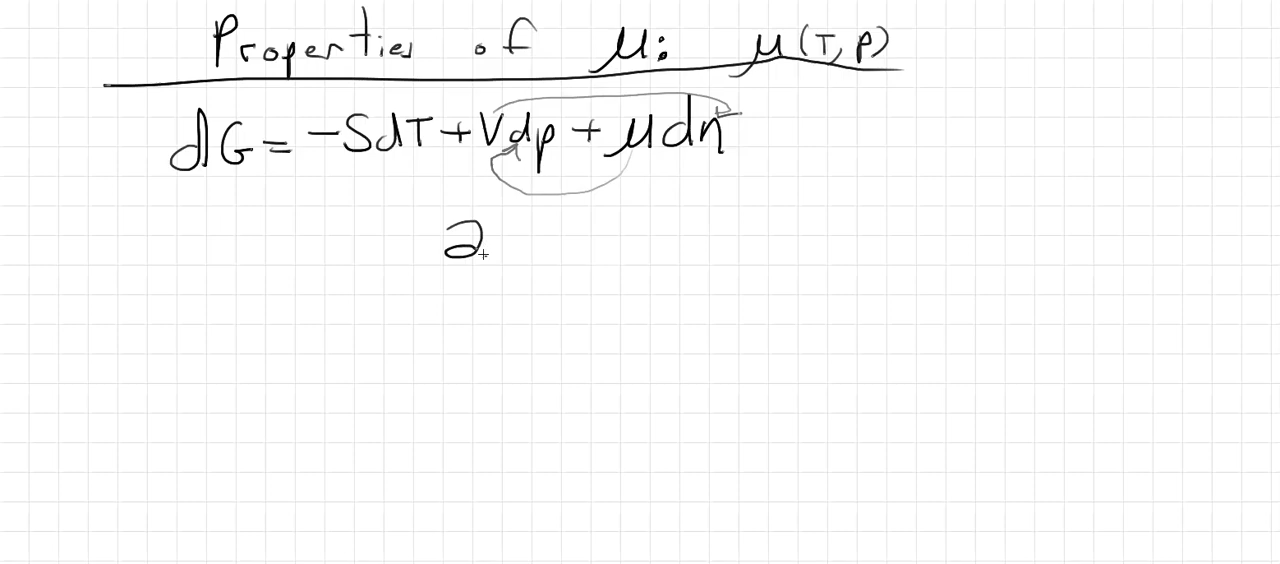 Properties of μ: μ(T, p)
dG = -SdT + Vdp + μdn
∂